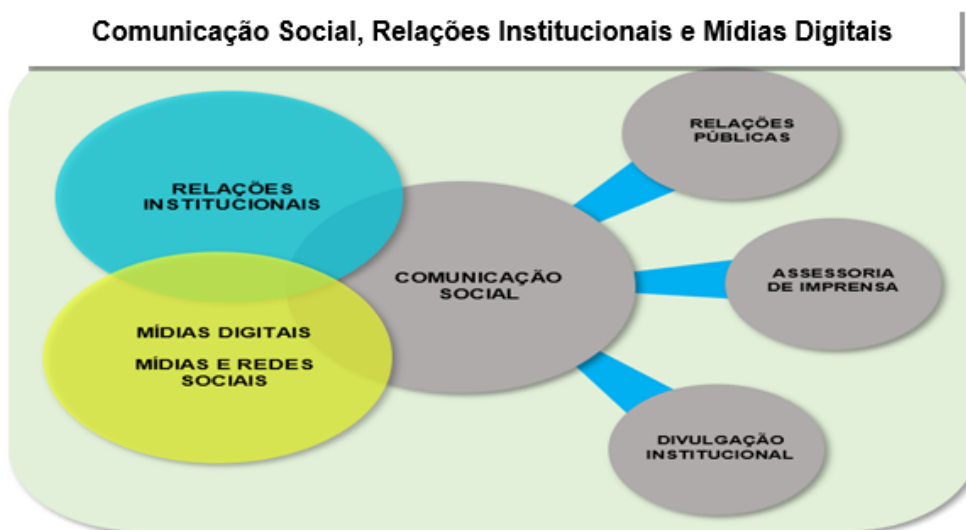 Comunicação Social, Relações Institucionais e Mídias Digitais
RELAÇÕES
INSTITUCIONAIS
MÍDIAS DIGITAIS
MÍDIAS E REDES
SOCIAIS
COMUNICAÇÃO
SOCIAL
RELAÇÕES
PÚBLICAS
ASSESSORIA
DE IMPRENSA
DIVULGAÇÃO
INSTITUCIONAL